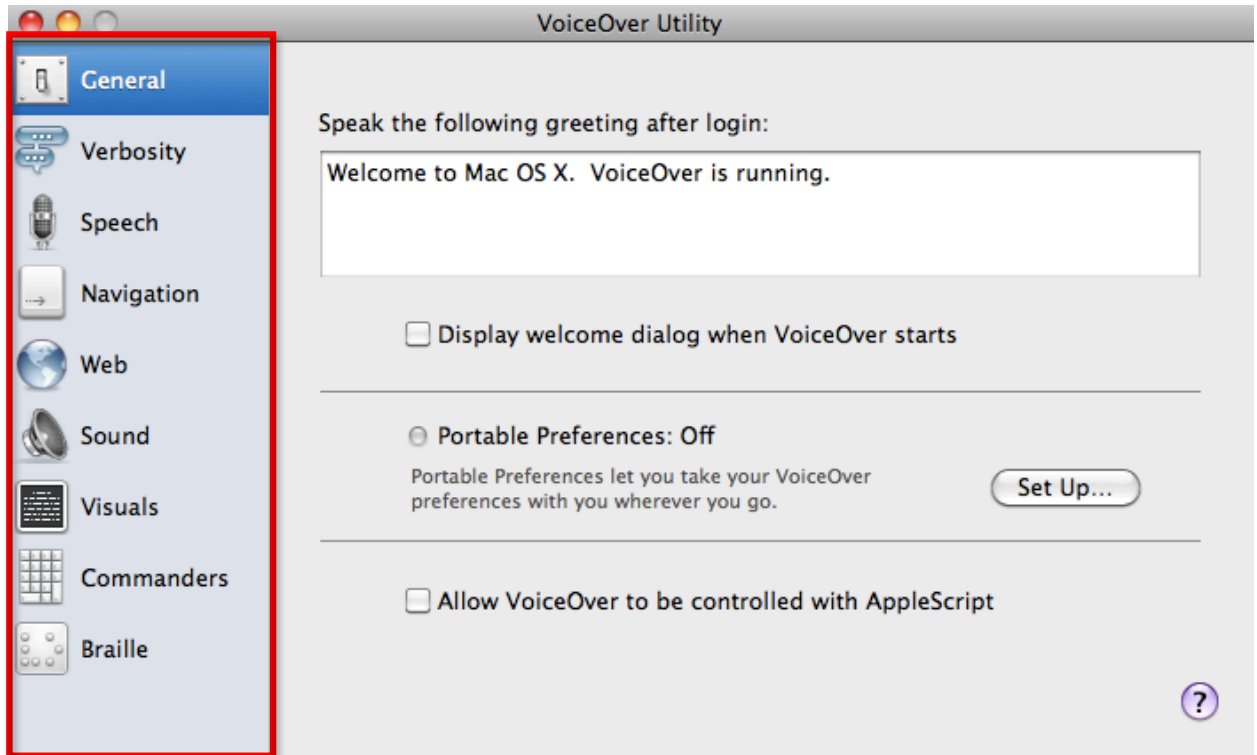 VoiceOver Utility
General
Verbosity
Speech
Navigation
Web
Sound
Visuals
Commanders
Braille
Speak the following greeting after login:
Welcome to Mac OS X.  VoiceOver is running.
Display welcome dialog when VoiceOver starts
Portable Preferences: Off
Portable Preferences let you take your VoiceOver
preferences with you wherever you go.
Set Up...
Allow VoiceOver to be controlled with AppleScript
?